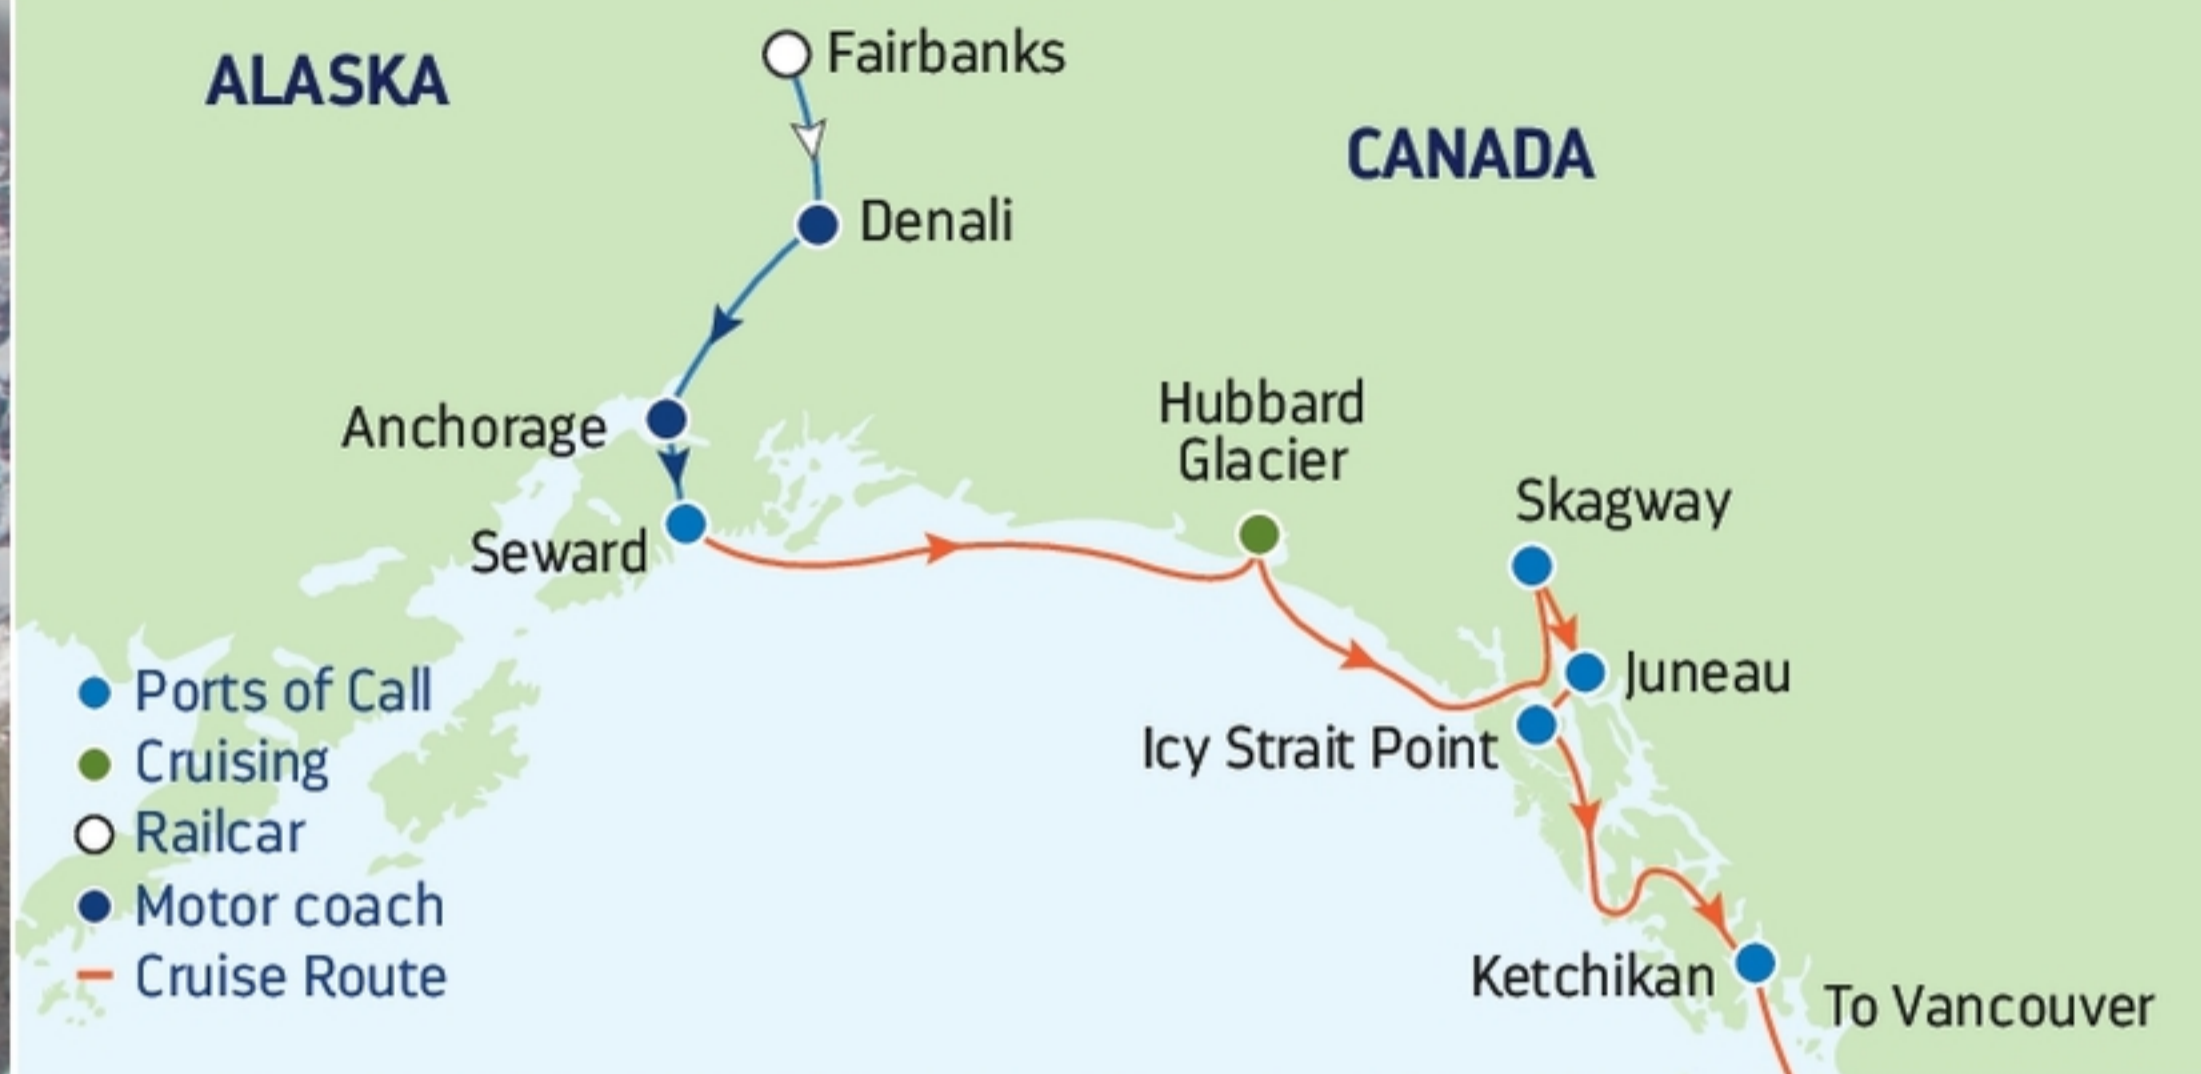 ALASKA
Fairbanks
CANADA
Denali
Anchorage
Hubbard
Glacier
Skagway
Seward
Juneau
Icy Strait Point
Ketchikan
To Vancouver
Ports of Call
Cruising
Railcar
Motor coach
Cruise Route